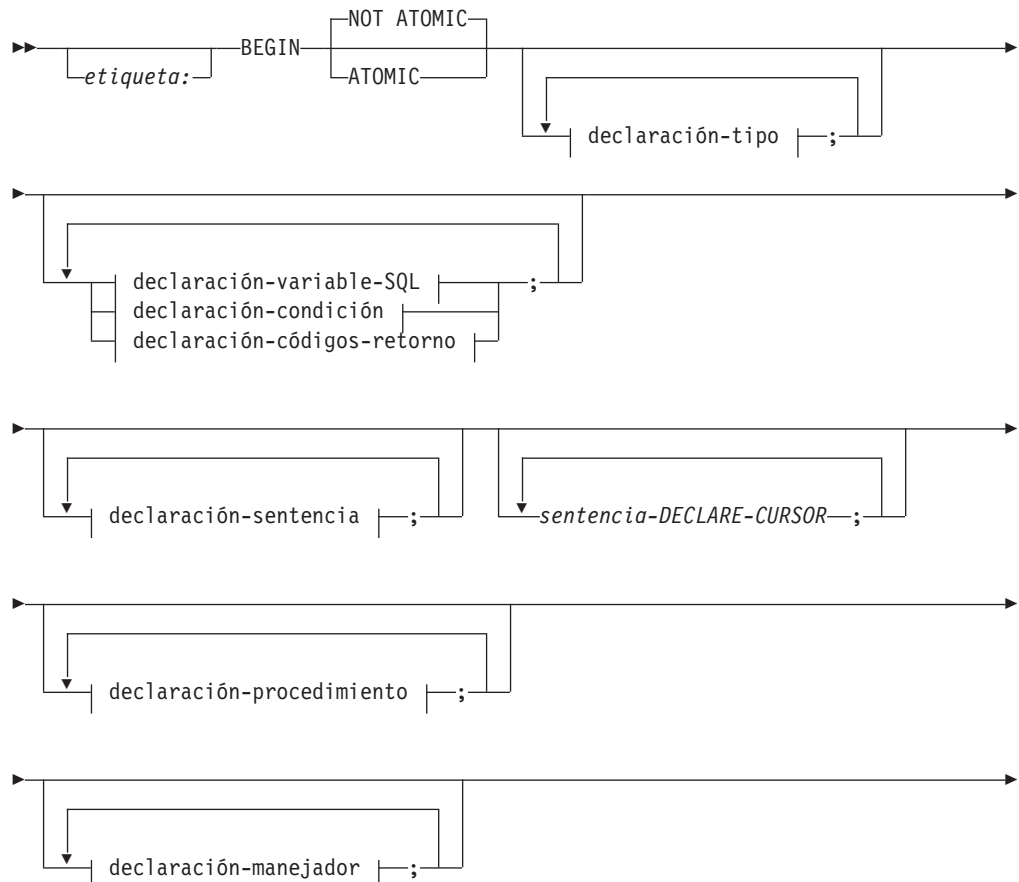 NOT ATOMIC
etiqueta: BEGIN
ATOMIC
declaración-tipo ;
declaración-variable-SQL ;
declaración-condición
declaración-códigos-retorno
declaración-sentencia ; sentencia-DECLARE-CURSOR ;
declaración-procedimiento ;
declaración-manejador ;